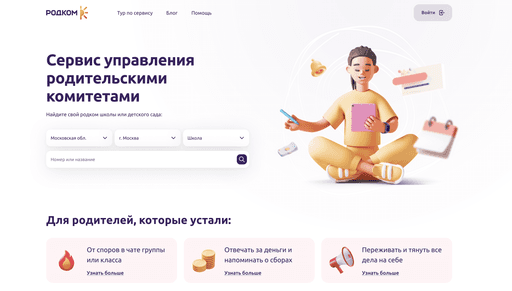 РОДКОМ
Тур по сервису
Блог
Помощь
Войти
Сервис управления
родительскими
комитетами
Найдите свой родком школы или детского сада:
Московская обл.
г. Москва
Школа
Номер или название
Для родителей, которые устали:
От споров в чате группы
или класса
Узнать больше
Отвечать за деньги и
напоминать о сборах
Узнать больше
Переживать и тянуть все
дела на себе
Узнать больше